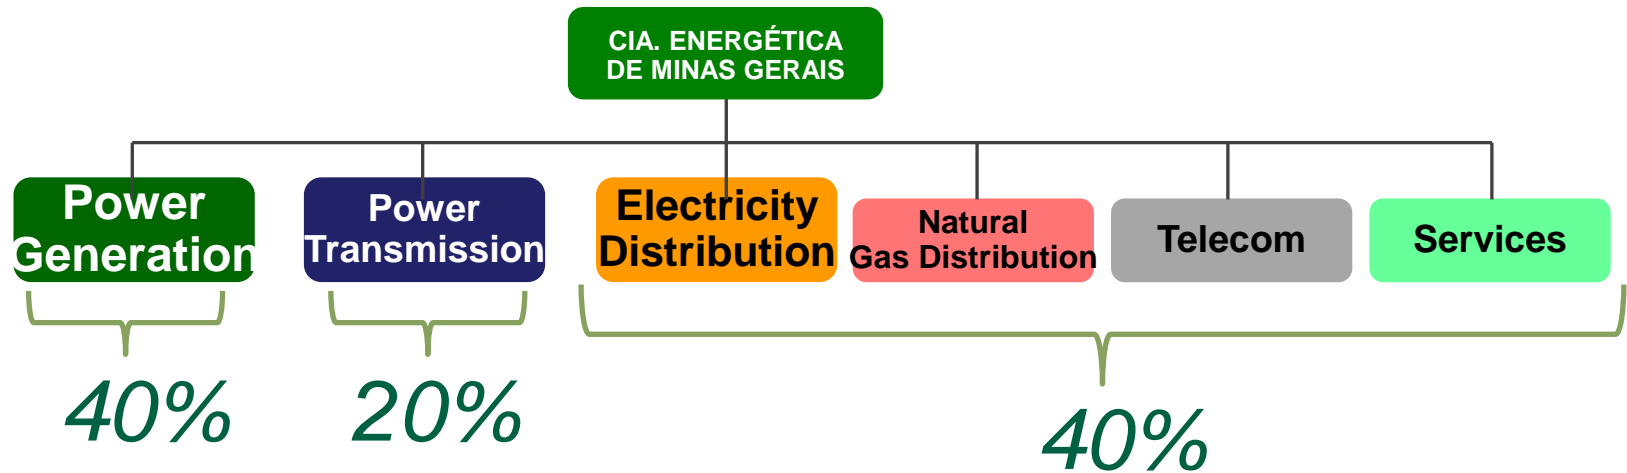 CIA. ENERGÉTICA
DE MINAS GERAIS
Power
Generation
Power
Transmission
Electricity
Distribution
Natural
Gas Distribution
Telecom
Services
40%
20%
40%